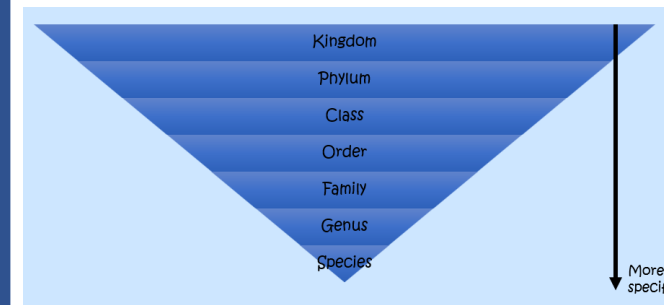 Kingdom
Phylum
Class
Order
Family
Genus
Species
More